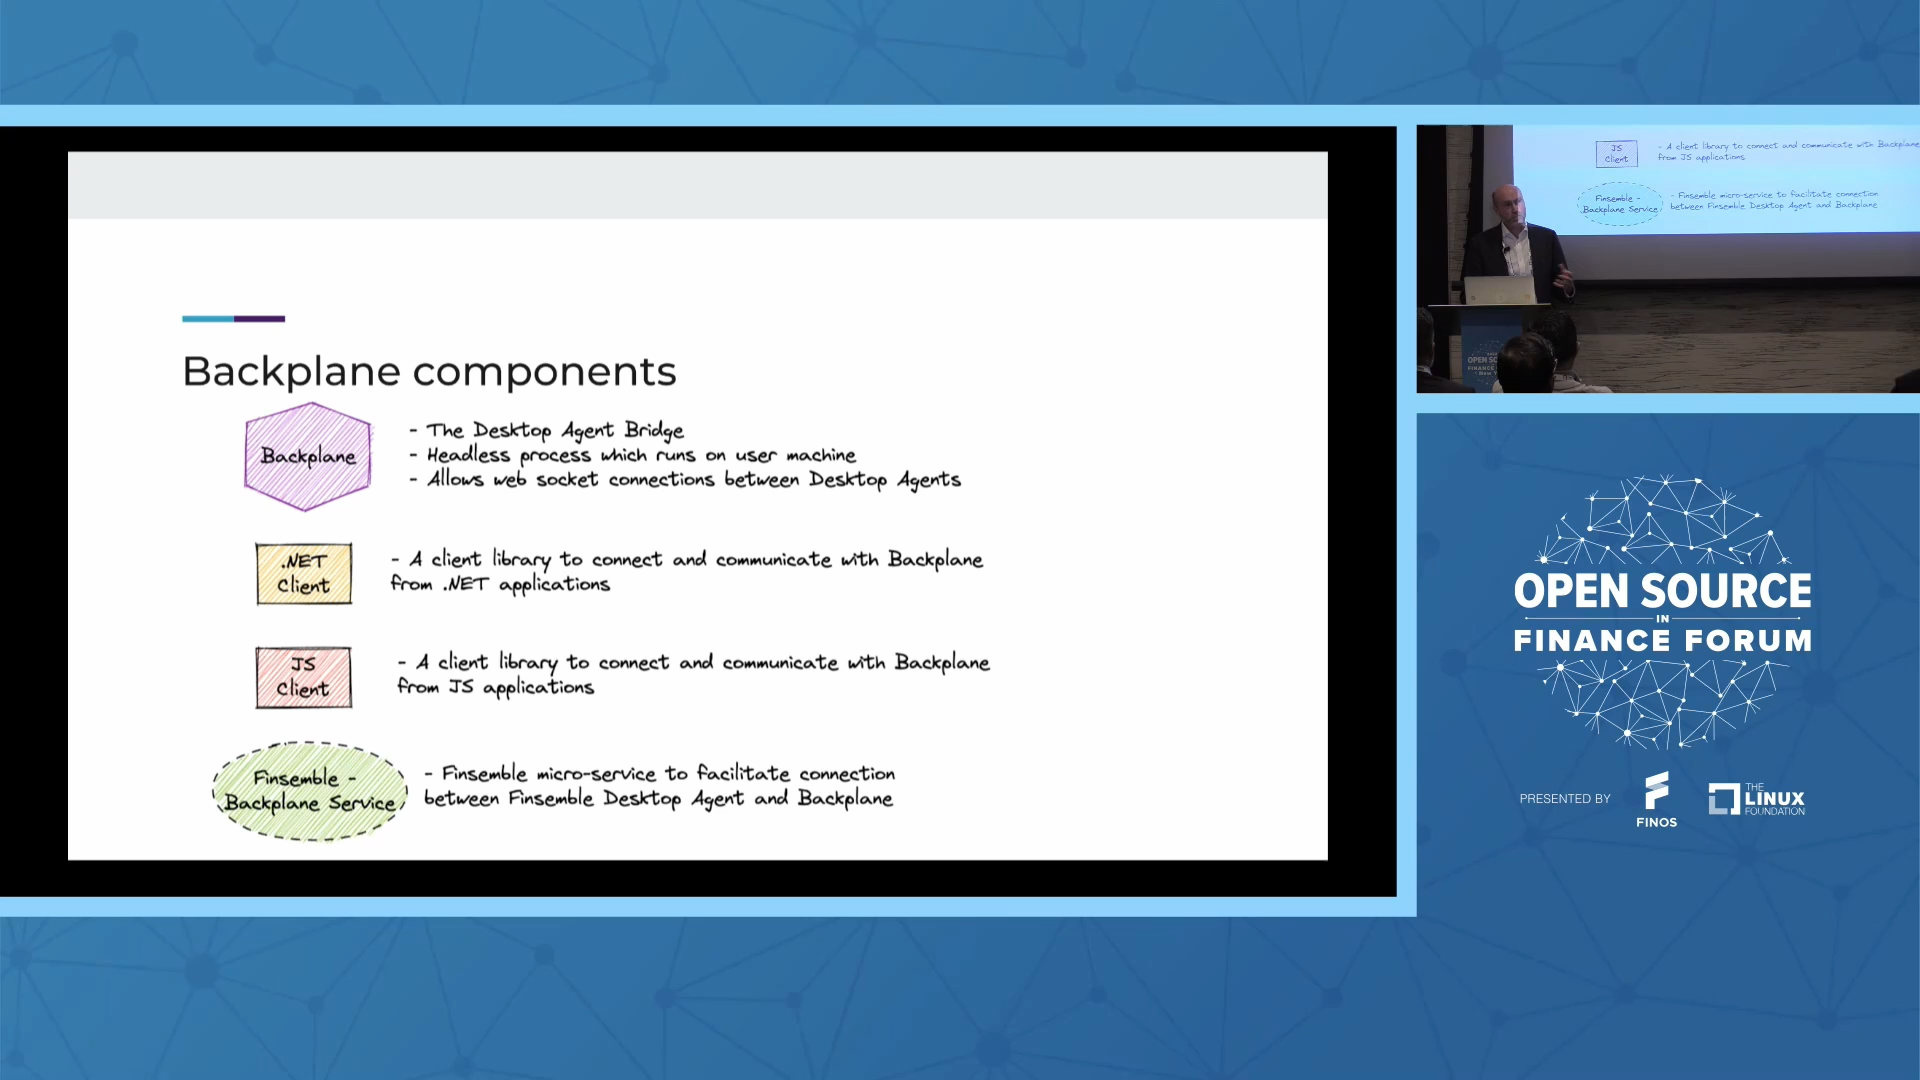 Backplane components
Backplane
- The Desktop Agent Bridge
- Headless process which runs on user machine
- Allows web socket connections between Desktop Agents
.NET
Client
- A client library to connect and communicate with Backplane
from .NET applications
JS
Client
- A client library to connect and communicate with Backplane
from JS applications
Finsemble -
Backplane Service
- Finsemble micro-service to facilitate connection
between Finsemble Desktop Agent and Backplane
JS
Client
- A client library to connect and communicate with Backplane
from JS applications
Finsemble -
Backplane Service
- Finsemble micro-service to facilitate connection
between Finsemble Desktop Agent and Backplane
OPEN SOURCE
IN
FINANCE FORUM
PRESENTED BY
FINOS
THE
LINUX
FOUNDATION